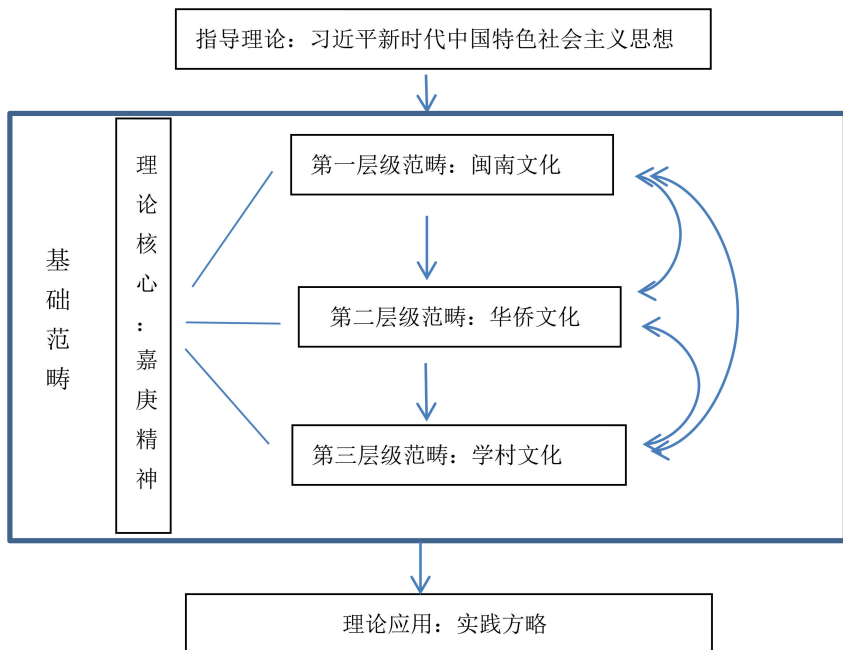 指导理论：习近平新时代中国特色社会主义思想
基础范畴
理论核心：嘉庚精神
第一层级范畴：闽南文化
第二层级范畴：华侨文化
第三层级范畴：学村文化
理论应用：实践方略